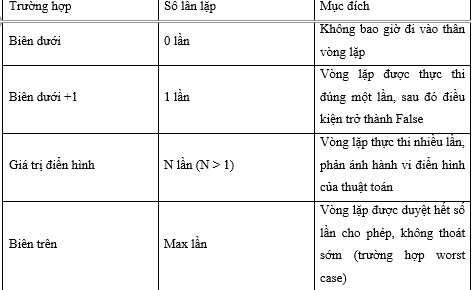 Trường hợp Số lần lặp Mục đích
Biên dưới 0 lần Không bao giờ đi vào thân
vòng lặp
Biên dưới +1 1 lần Vòng lặp được thực thi
đúng một lần, sau đó điều
kiện trở thành False
Giá trị điển hình N lần (N > 1) Vòng lặp thực thi nhiều lần,
phản ánh hành vi điển hình
của thuật toán
Biên trên Max lần Vòng lặp được duyệt hết số
lần cho phép, không thoát
sớm (trường hợp worst
case)